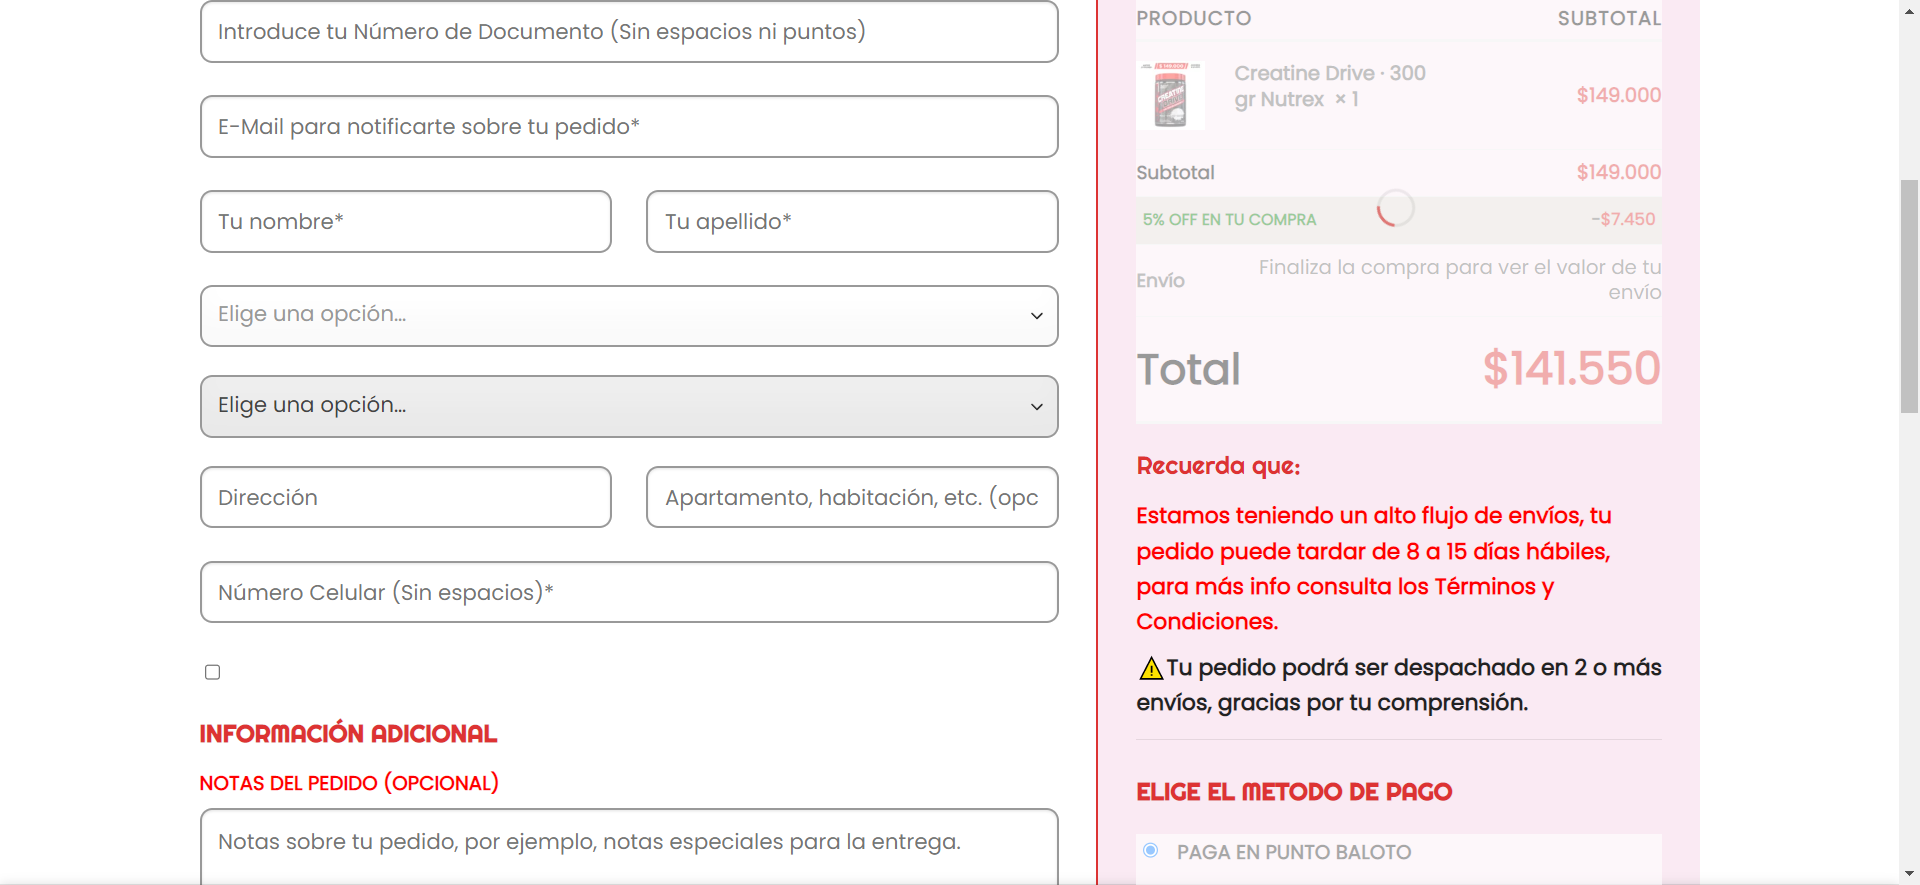 Introduce tu Número de Documento (Sin espacios ni puntos)
E-Mail para notificarte sobre tu pedido*
Tu nombre*
Tu apellido*
Elige una opción...
Elige una opción...
Dirección
Apartamento, habitación, etc. (opc
Número Celular (Sin espacios)*
INFORMACIÓN ADICIONAL
NOTAS DEL PEDIDO (OPCIONAL)
Notas sobre tu pedido, por ejemplo, notas especiales para la entrega.
PRODUCTO SUBTOTAL
Creatine Drive · 300
gr Nutrex × 1
$149.000
Subtotal $149.000
5% OFF EN TU COMPRA -$7.450
Envío
Finaliza la compra para ver el valor de tu
envío
Total $141.550
Recuerda que:
Estamos teniendo un alto flujo de envíos, tu
pedido puede tardar de 8 a 15 días hábiles,
para más info consulta los Términos y
Condiciones.
⚠Tu pedido podrá ser despachado en 2 o más
envíos, gracias por tu comprensión.
ELIGE EL METODO DE PAGO
PAGA EN PUNTO BALOTO